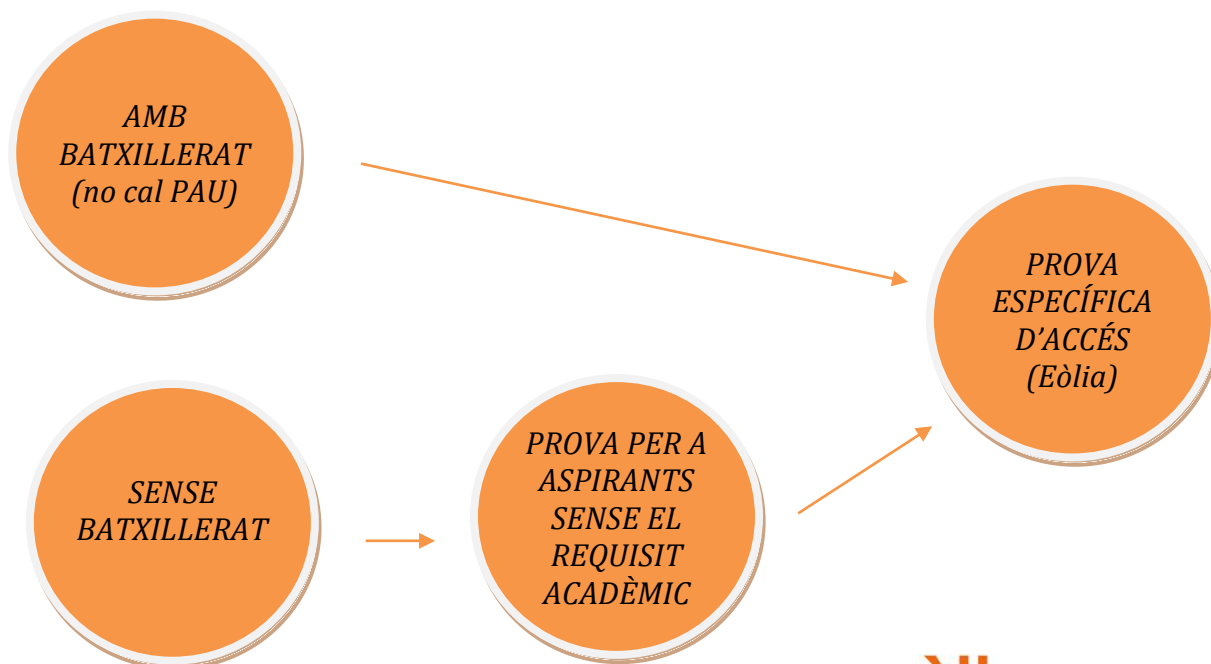 AMB
BATXILLERAT
(no cal PAU)
PROVA
ESPECÍFICA
D’ACCÉS
(Eòlia)
SENSE
BATXILLERAT
PROVA PER A
ASPIRANTS
SENSE EL
REQUISIT
ACADÈMIC